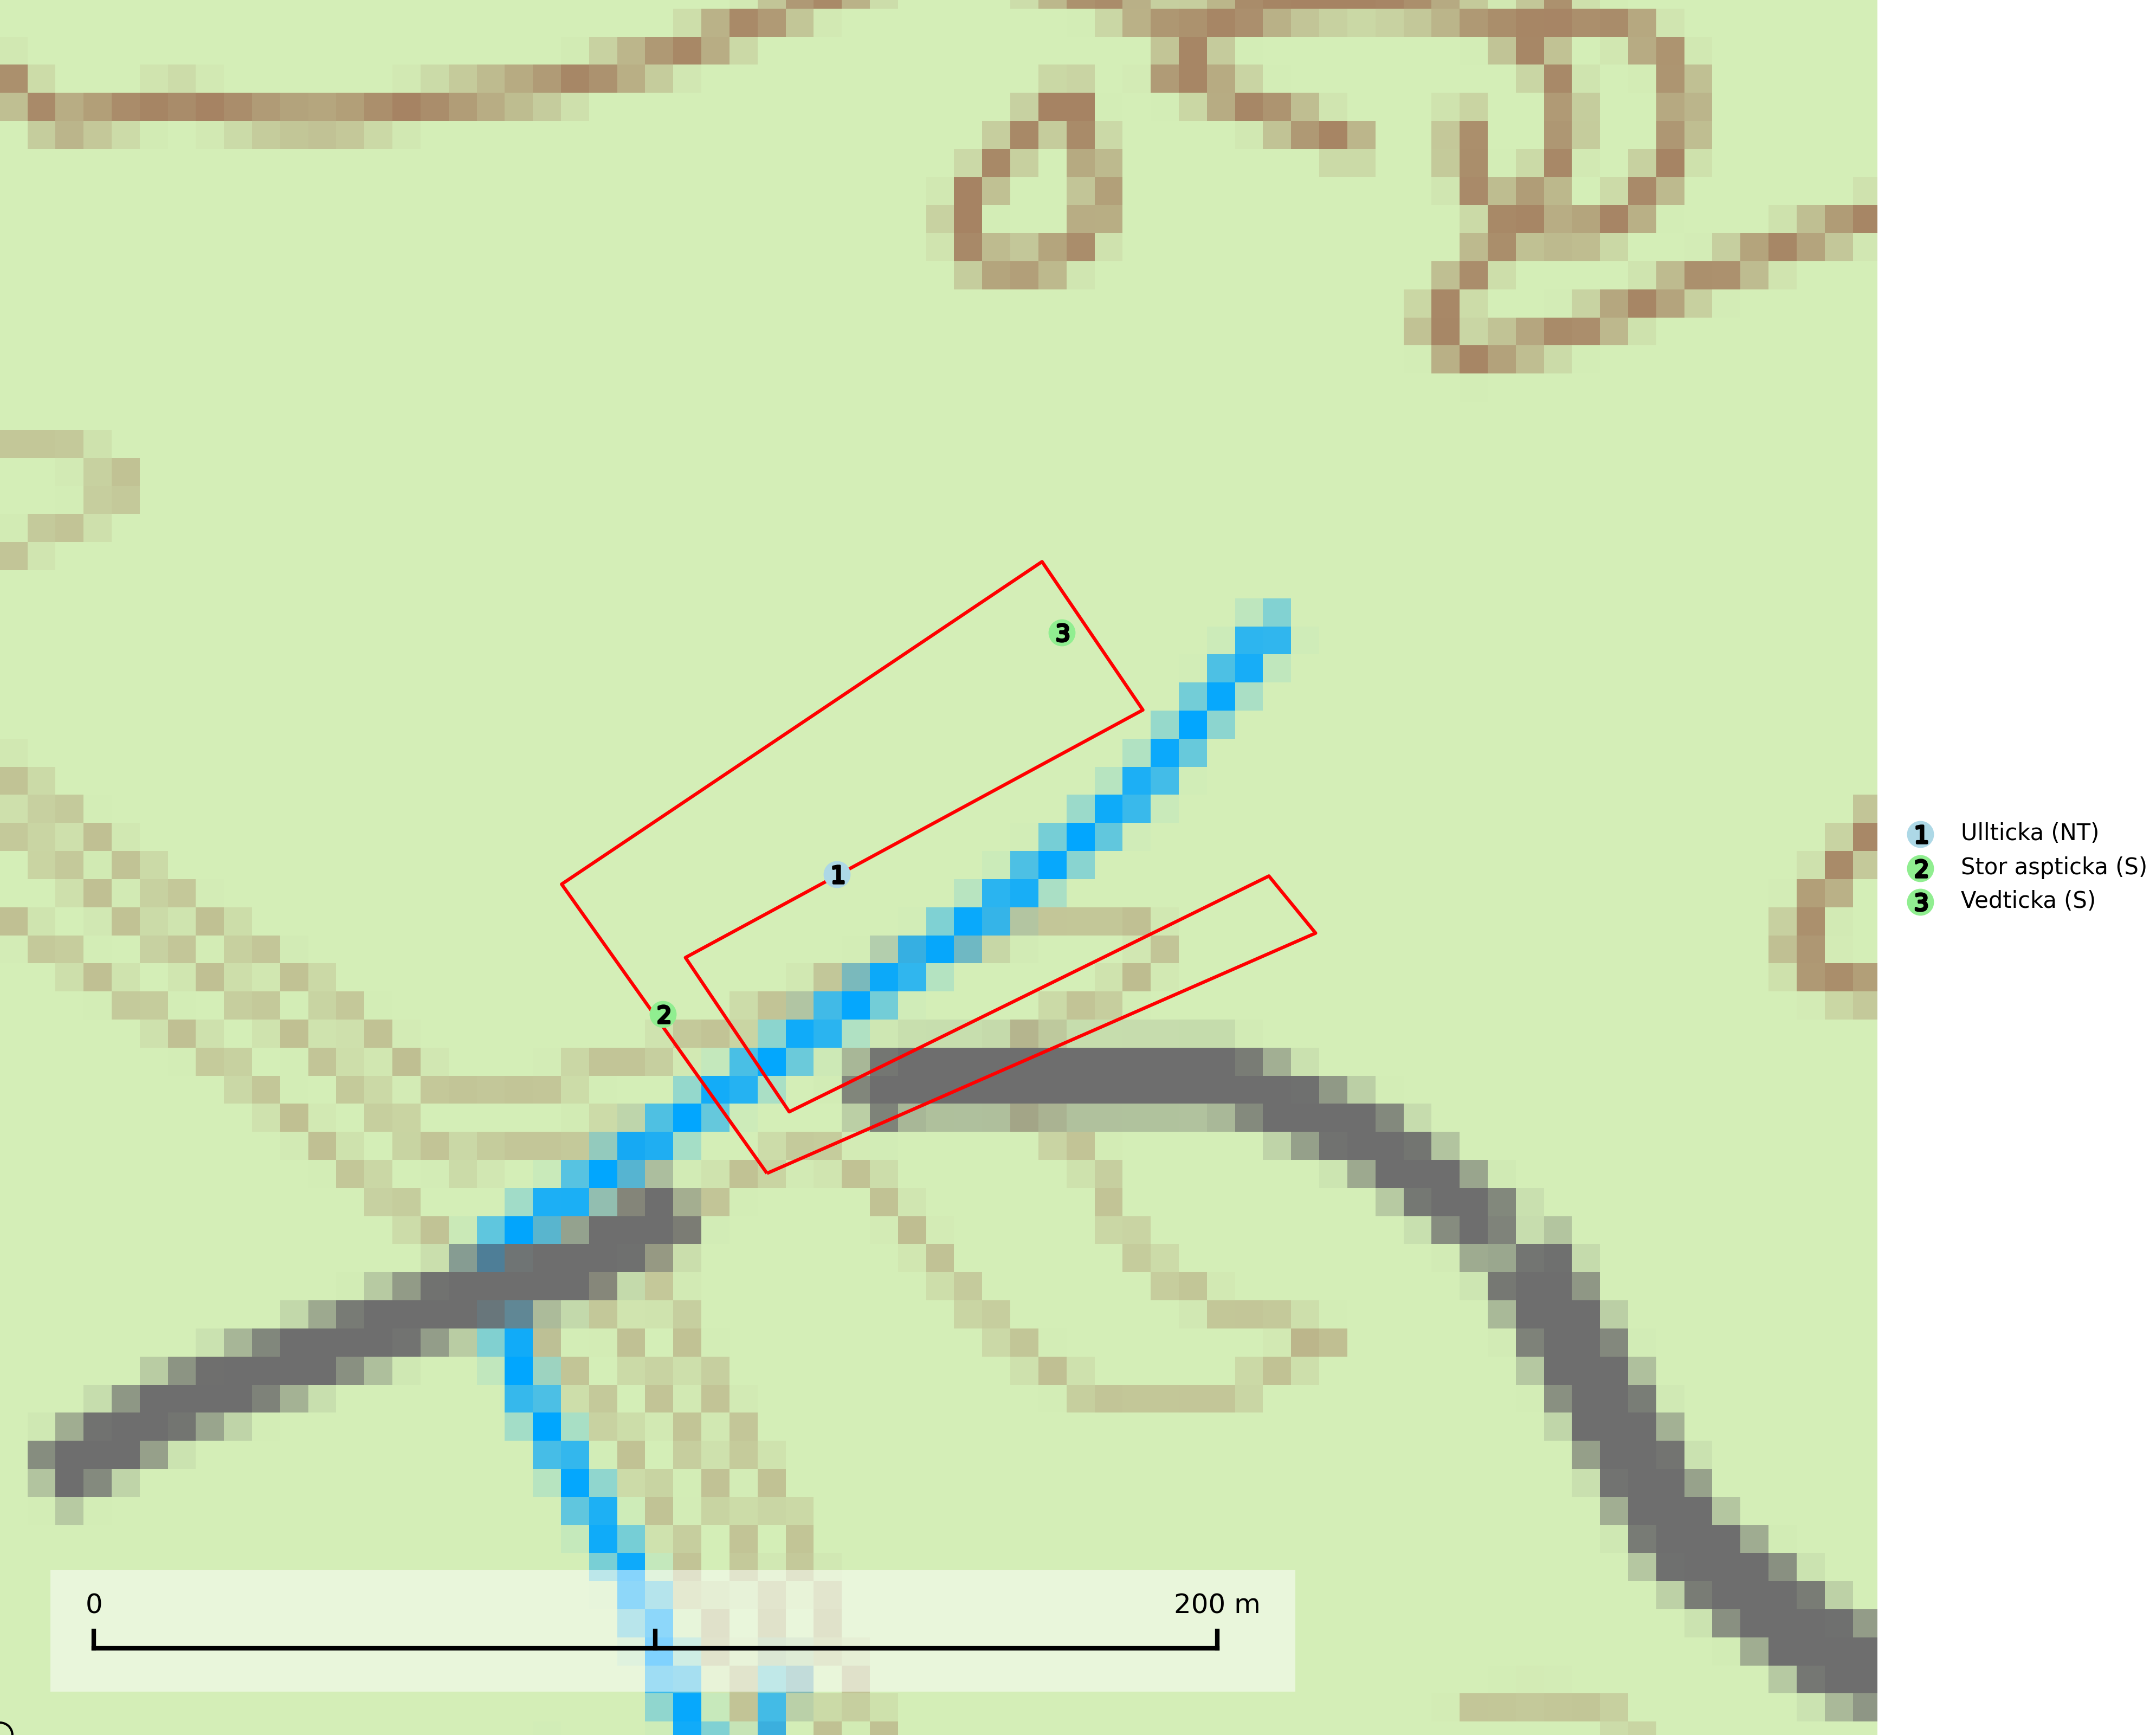 3
1
2
1 Ullticka (NT)
2 Stor aspticka (S)
3 Vedticka (S)
0 200 m